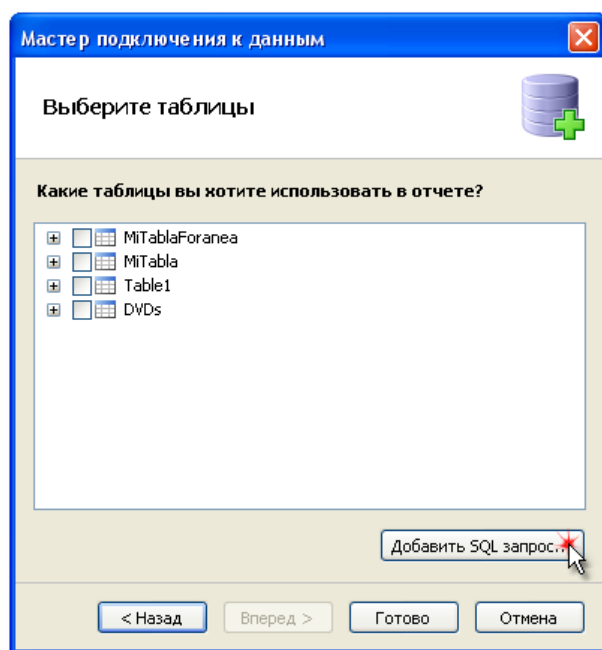 Мастер подключения к данным
Выберите таблицы
Какие таблицы вы хотите использовать в отчете?
MiTablaForanea
MiTabla
Table1
DVDs
Добавить SQL запрос...
< Назад
Вперед >
Готово
Отмена